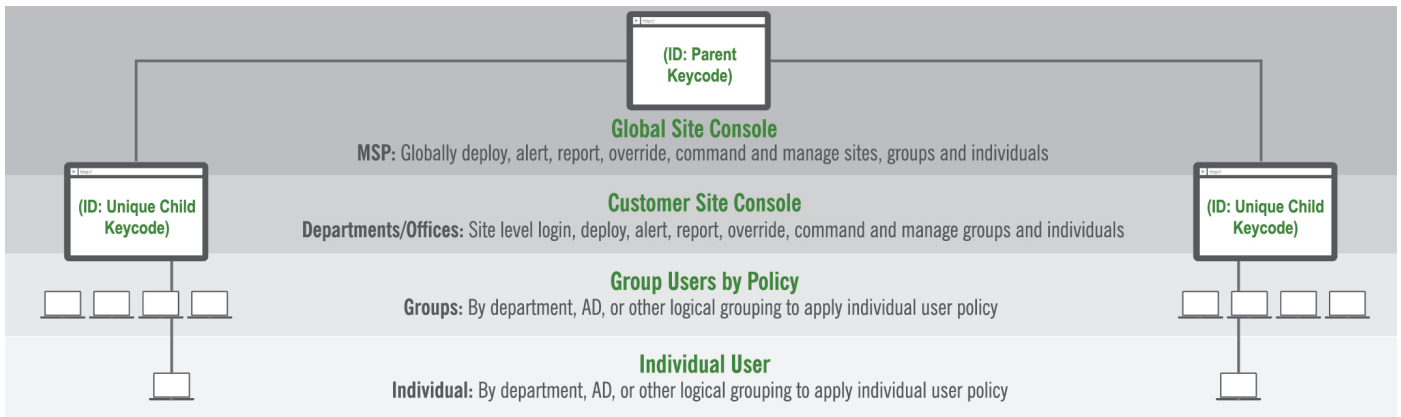 http://
(ID: Parent
Keycode)
Global Site Console
MSP: Globally deploy, alert, report, override, command and manage sites, groups and individuals
http://
(ID: Unique Child
Keycode)
http://
(ID: Unique Child
Keycode)
Customer Site Console
Departments/Offices: Site level login, deploy, alert, report, override, command and manage groups and individuals
Group Users by Policy
Groups: By department, AD, or other logical grouping to apply individual user policy
Individual User
Individual: By department, AD, or other logical grouping to apply individual user policy